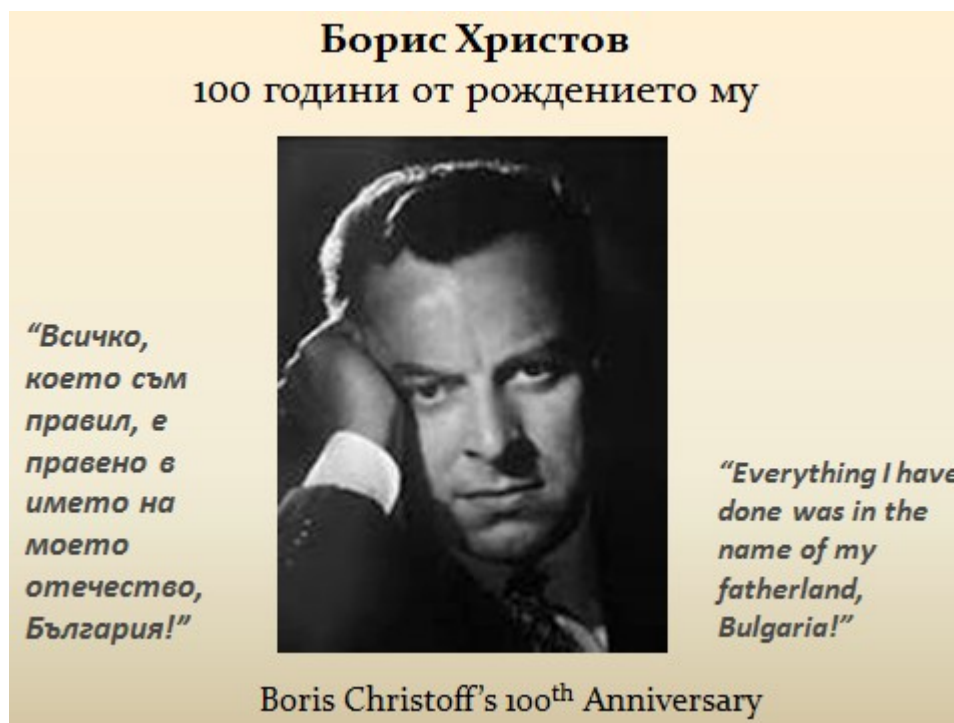 Борис Христов
100 години от рождението му
“Всичко,
което съм
правил, е
правено в
името на
моето
отечество,
България!”
“Everything I have
done was in the
name of my
fatherland,
Bulgaria!”
Boris Christoff’s 100th Anniversary